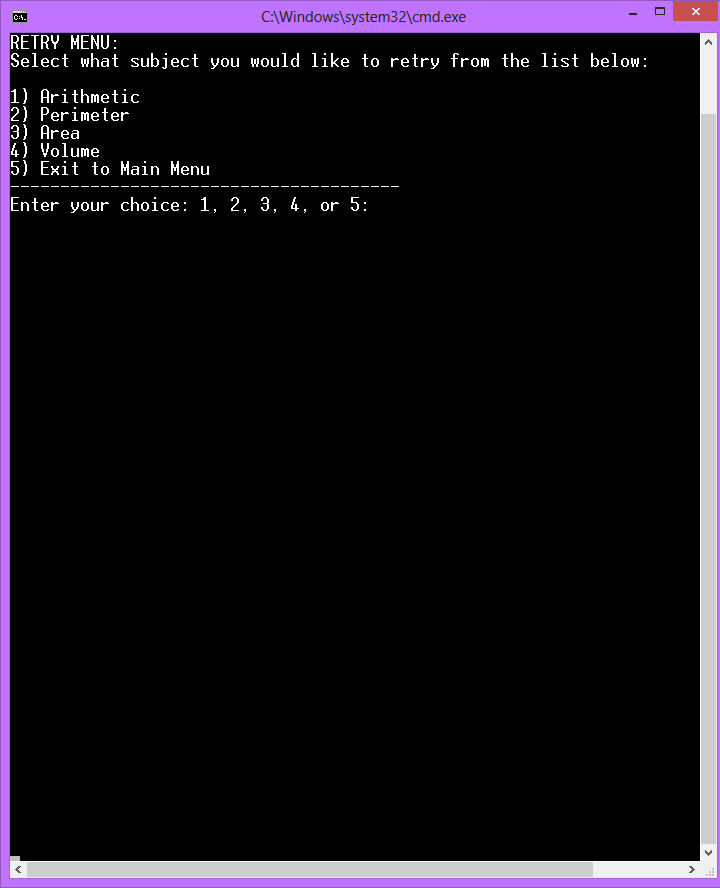 C:\Windows\system32\cmd.exe
RETRY MENU:
Select what subject you would like to retry from the list below:
1) Arithmetic
2) Perimeter
3) Area
4) Volume
5) Exit to Main Menu
---------------------------------------
Enter your choice: 1, 2, 3, 4, or 5: